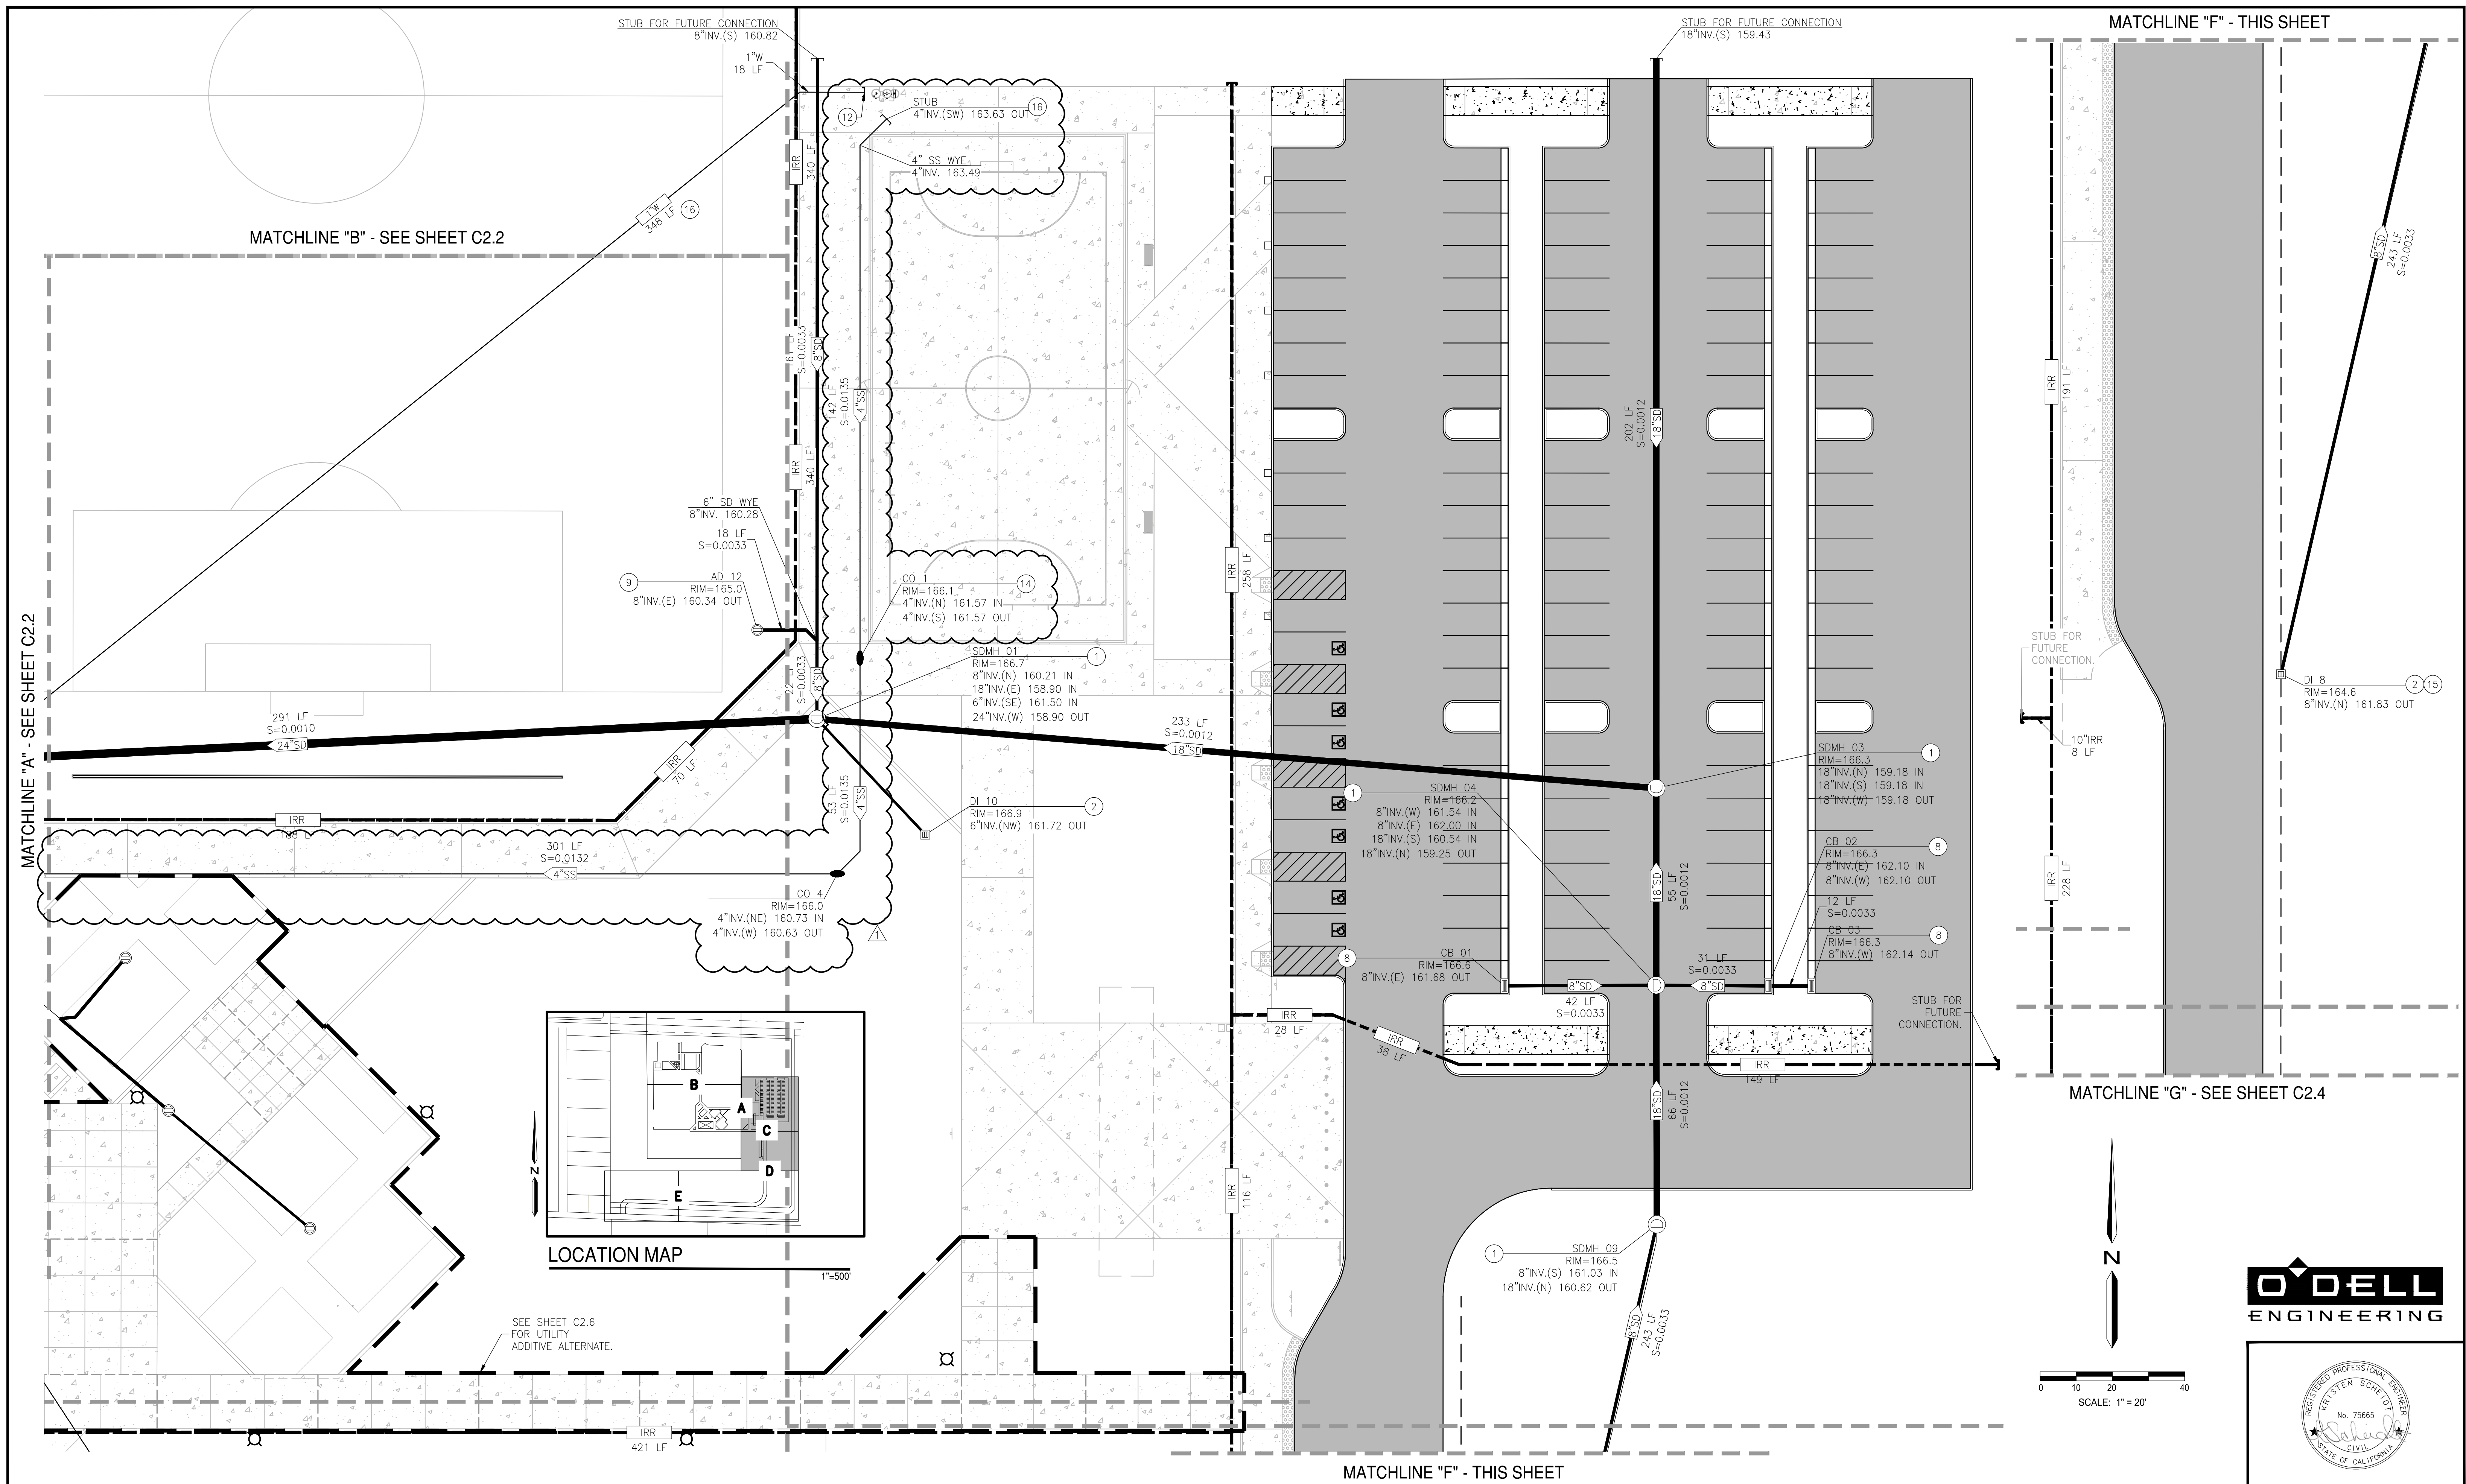 STUB FOR FUTURE CONNECTION
8"INV.(S) 160.82
1"W
18 LF
STUB FOR FUTURE CONNECTION
18"INV.(S) 159.43
MATCHLINE "F" - THIS SHEET
12
STUB
4"INV.(SW) 163.63 OUT
16
4" SS WYE
4"INV. 163.49
IRR
340 LF
1"W
348 LF
16
MATCHLINE "B" - SEE SHEET C2.2
161 LF
S=0.0033
8"SD
142 LF
S=0.0135
4"SS
IRR
340 LF
202 LF
S=0.0012
18"SD
8"SD
243 LF
S=0.0033
IRR
191 LF
6" SD WYE
8"INV. 160.28
18 LF
S=0.0033
9
AD 12
RIM=165.0
8"INV.(E) 160.34 OUT
CO 1
RIM=166.1
4"INV.(N) 161.57 IN
4"INV.(S) 161.57 OUT
14
IRR
258 LF
SDMH 01
RIM=166.7
8"INV.(N) 160.21 IN
18"INV.(E) 158.90 IN
6"INV.(SE) 161.50 IN
24"INV.(W) 158.90 OUT
1
22 LF
S=0.0033
8"SD
MATCHLINE "A" - SEE SHEET C2.2
291 LF
S=0.0010
24"SD
233 LF
S=0.0012
18"SD
IRR
70 LF
53 LF
S=0.0135
4"SS
DI 10
RIM=166.9
6"INV.(NW) 161.72 OUT
2
IRR
188 LF
301 LF
S=0.0132
4"SS
CO 4
RIM=166.0
4"INV.(NE) 160.73 IN
4"INV.(W) 160.63 OUT
1
SDMH 03
RIM=166.3
18"INV.(N) 159.18 IN
18"INV.(S) 159.18 IN
18"INV.(W) 159.18 OUT
1
1
SDMH 04
RIM=166.2
8"INV.(W) 161.54 IN
8"INV.(E) 162.00 IN
18"INV.(S) 160.54 IN
18"INV.(N) 159.25 OUT
18"SD
55 LF
S=0.0012
CB 02
RIM=166.3
8"INV.(E) 162.10 IN
8"INV.(W) 162.10 OUT
8
12 LF
S=0.0033
CB 03
RIM=166.3
8"INV.(W) 162.14 OUT
8
8
CB 01
RIM=166.6
8"INV.(E) 161.68 OUT
31 LF
S=0.0033
8"SD
8"SD
42 LF
S=0.0033
STUB FOR
FUTURE
CONNECTION.
STUB FOR
FUTURE
CONNECTION.
10"IRR
8 LF
DI 8
RIM=164.6
8"INV.(N) 161.83 OUT
2
15
IRR
228 LF
IRR
28 LF
IRR
38 LF
IRR
149 LF
18"SD
66 LF
S=0.0012
MATCHLINE "G" - SEE SHEET C2.4
IRR
116 LF
B
A
C
D
E
N
LOCATION MAP
1"=500'
1
SDMH 09
RIM=166.5
8"INV.(S) 161.03 IN
18"INV.(N) 160.62 OUT
8"SD
243 LF
S=0.0033
SEE SHEET C2.6
FOR UTILITY
ADDITIVE ALTERNATE.
IRR
421 LF
MATCHLINE "F" - THIS SHEET
N
0 10 20 40
SCALE: 1" = 20'
O'DELL
ENGINEERING
REGISTERED PROFESSIONAL ENGINEER
KRISTEN SCHEIDT
No. 75665
CIVIL
STATE OF CALIFORNIA